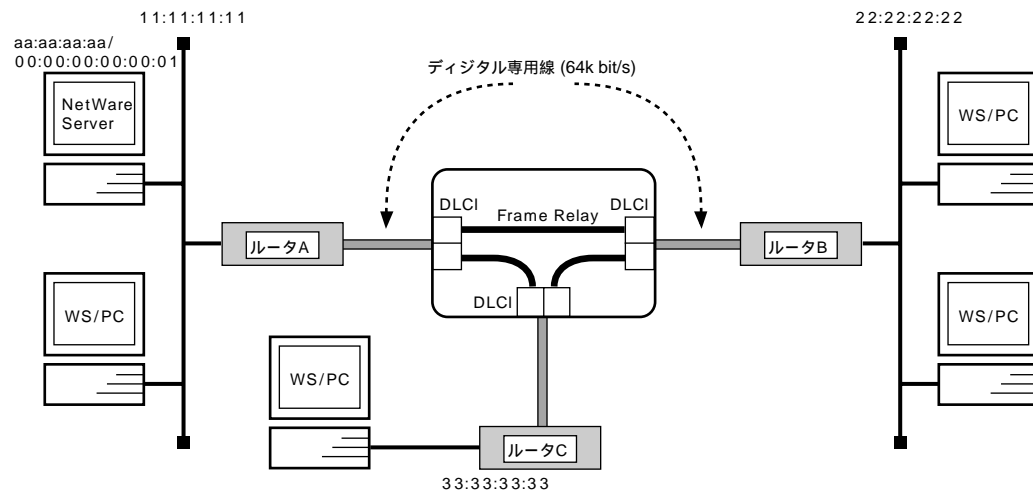 11:11:11:11
22:22:22:22
aa:aa:aa:aa/
00:00:00:00:00:01
ディジタル専用線 (64k bit/s)
NetWare
Server
WS/PC
DLCI
DLCI
Frame Relay
ルータA
ルータB
DLCI
WS/PC
WS/PC
WS/PC
ルータC
33:33:33:33